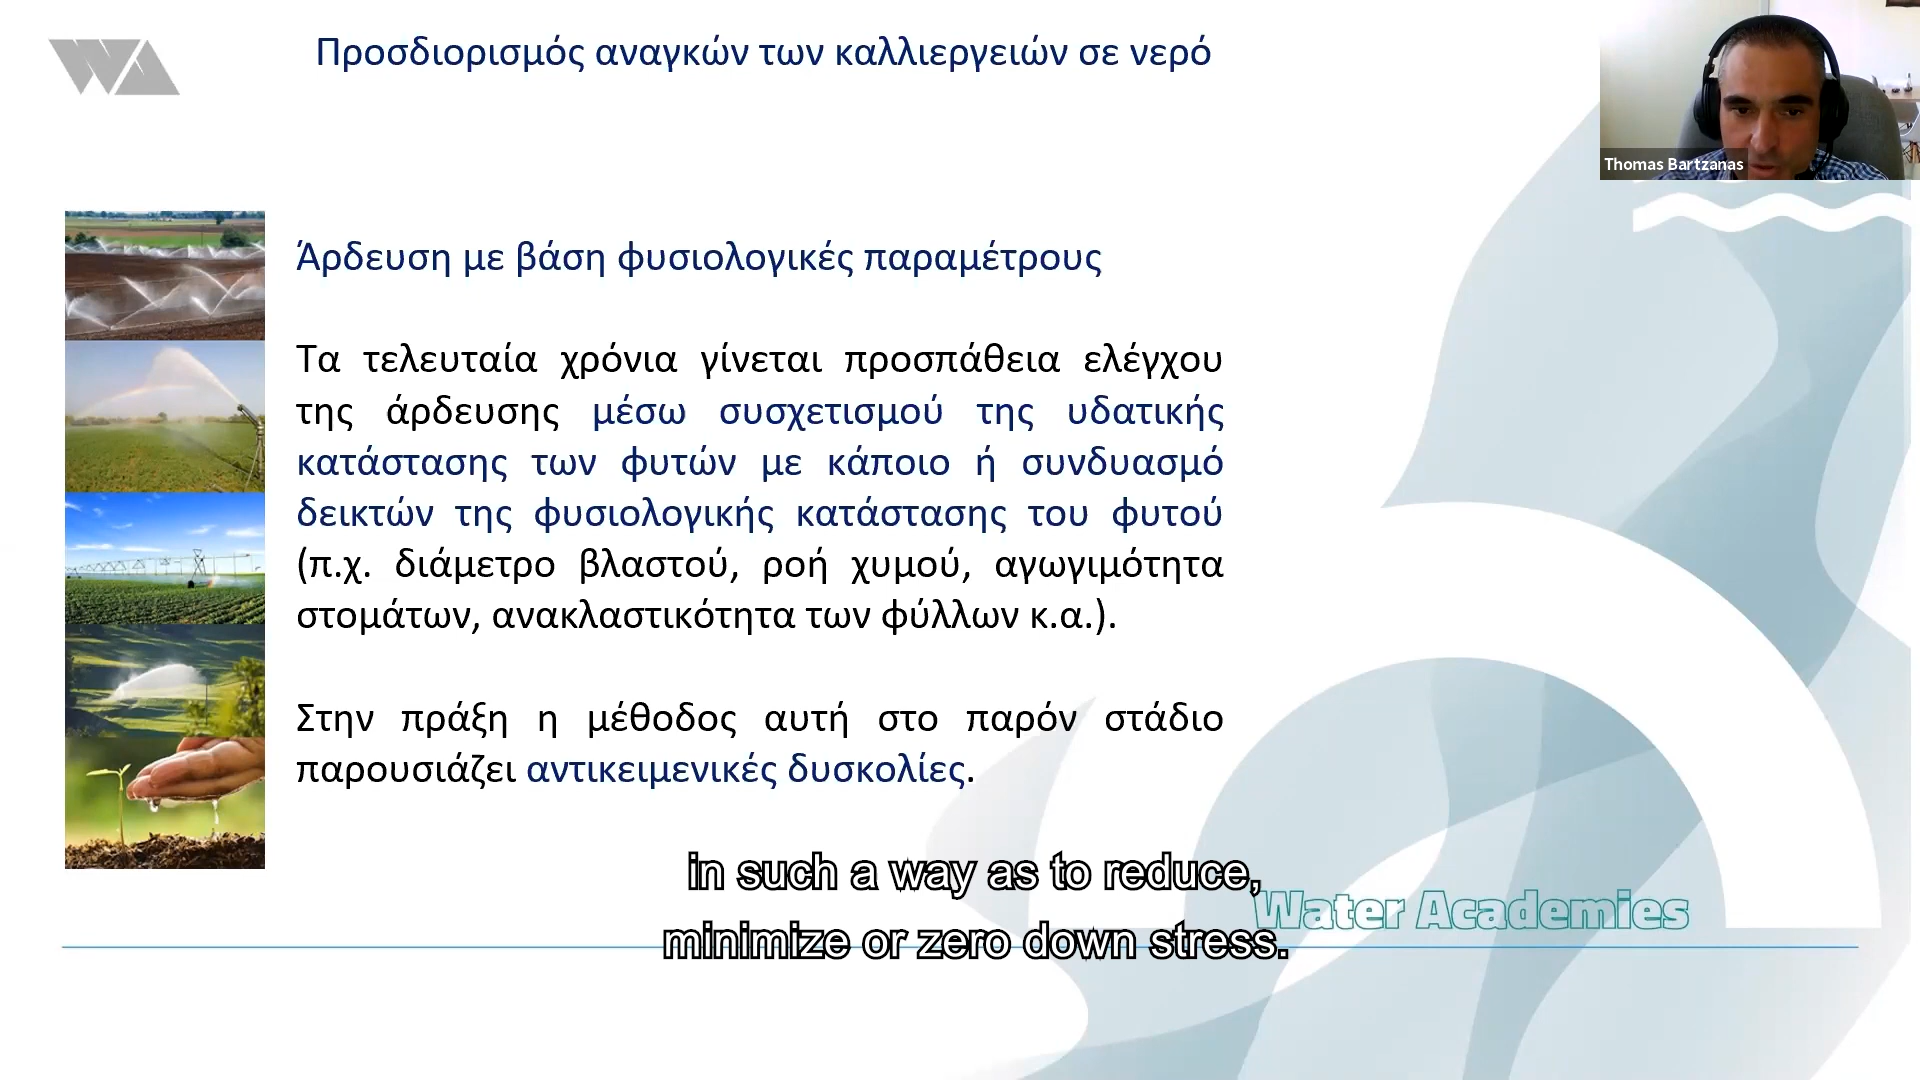 WA
Προσδιορισμός αναγκών των καλλιεργειών σε νερό
Thomas Bartzanas
Άρδευση με βάση φυσιολογικές παραμέτρους
Τα τελευταία χρόνια γίνεται προσπάθεια ελέγχου
της άρδευσης μέσω συσχετισμού της υδατικής
κατάστασης των φυτών με κάποιο ή συνδυασμό
δεικτών της φυσιολογικής κατάστασης του φυτού
(π.χ. διάμετρο βλαστού, ροή χυμού, αγωγιμότητα
στομάτων, ανακλαστικότητα των φύλλων κ.α.).
Στην πράξη η μέθοδος αυτή στο παρόν στάδιο
παρουσιάζει αντικειμενικές δυσκολίες.
in such a way as to reduce,
minimize or zero down stress.
Water Academies